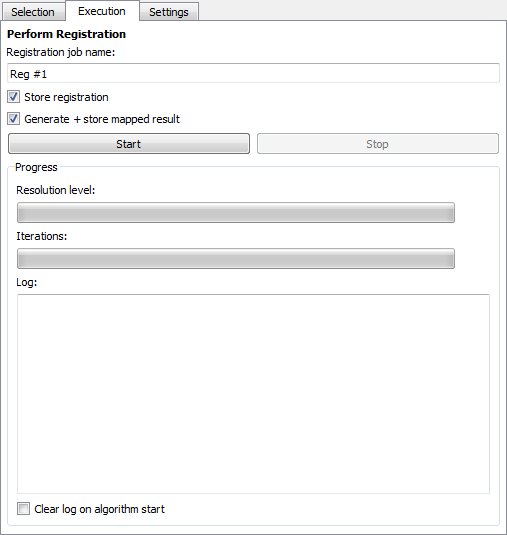 Selection Execution Settings
Perform Registration
Registration job name:
Reg #1
Store registration
Generate + store mapped result
Start Stop
Progress
Resolution level:
Iterations:
Log:
Clear log on algorithm start